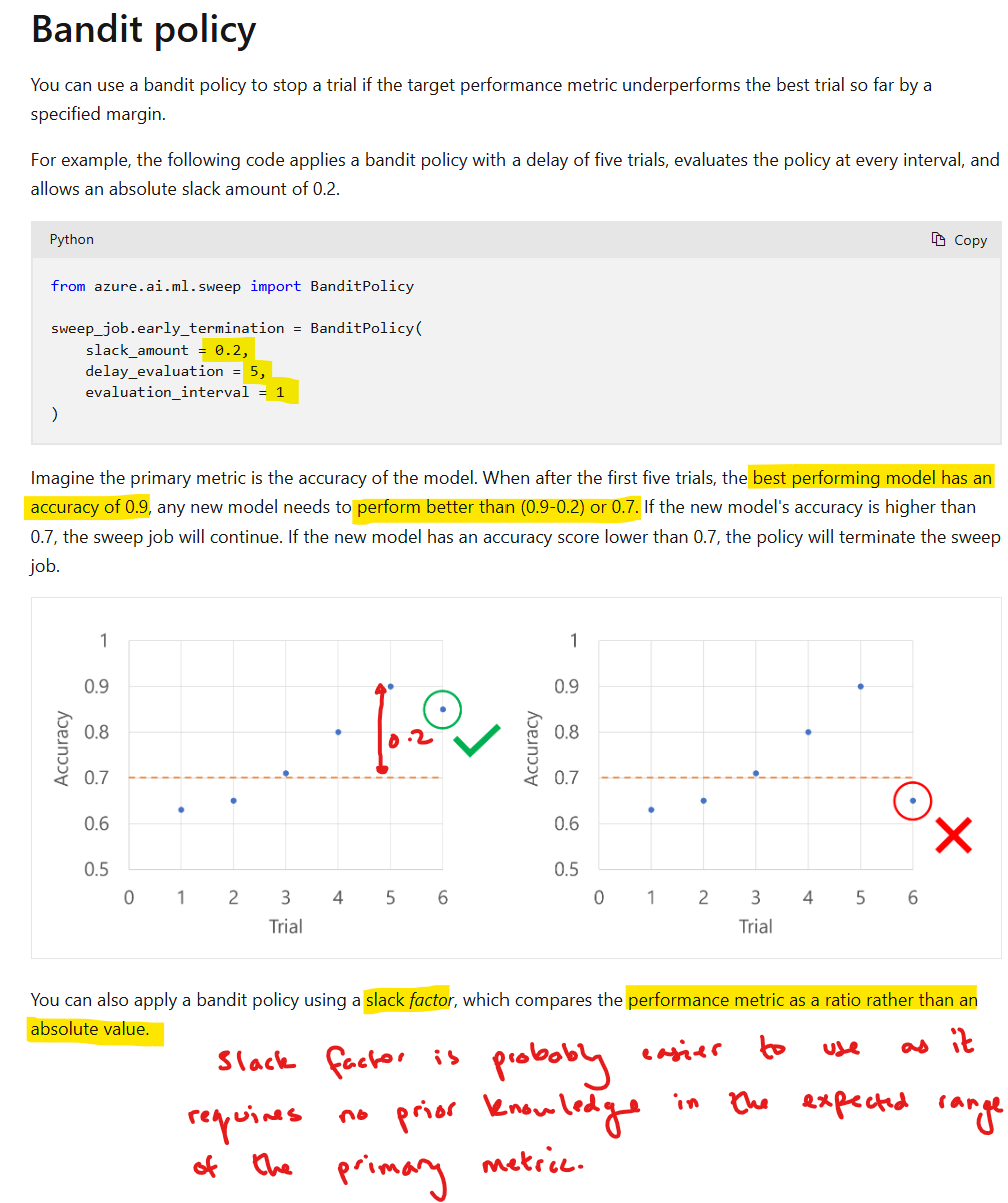 Bandit policy
You can use a bandit policy to stop a trial if the target performance metric underperforms the best trial so far by a
specified margin.
For example, the following code applies a bandit policy with a delay of five trials, evaluates the policy at every interval, and
allows an absolute slack amount of 0.2.
Python Copy
from azure.ai.ml.sweep import BanditPolicy
sweep_job.early_termination = BanditPolicy(
slack_amount = 0.2,
delay_evaluation = 5,
evaluation_interval = 1
)
Imagine the primary metric is the accuracy of the model. When after the first five trials, the best performing model has an
accuracy of 0.9, any new model needs to perform better than (0.9-0.2) or 0.7. If the new model's accuracy is higher than
0.7, the sweep job will continue. If the new model has an accuracy score lower than 0.7, the policy will terminate the sweep
job.
1
0.9
0.8
0.7
0.6
0.5
Accuracy
0.2
0 1 2 3 4 5 6
Trial
1
0.9
0.8
0.7
0.6
0.5
Accuracy
0 1 2 3 4 5 6
Trial
You can also apply a bandit policy using a slack factor, which compares the performance metric as a ratio rather than an
absolute value.
Slack factor is probably easier to use as it
requires no prior knowledge in the expected range
of the primary metric.